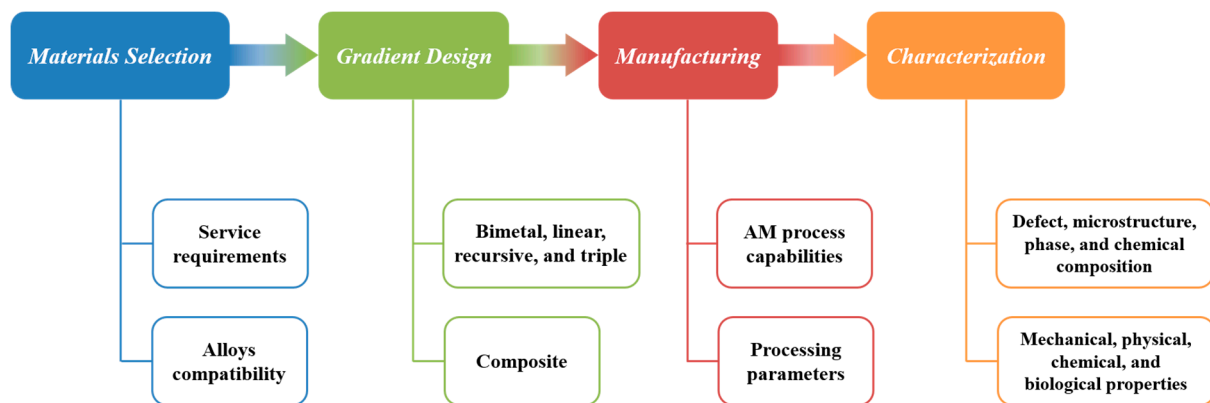 Materials Selection
Gradient Design
Manufacturing
Characterization
Service
requirements
Alloys
compatibility
Bimetal, linear,
recursive, and triple
Composite
AM process
capabilities
Processing
parameters
Defect, microstructure,
phase, and chemical
composition
Mechanical, physical,
chemical, and
biological properties